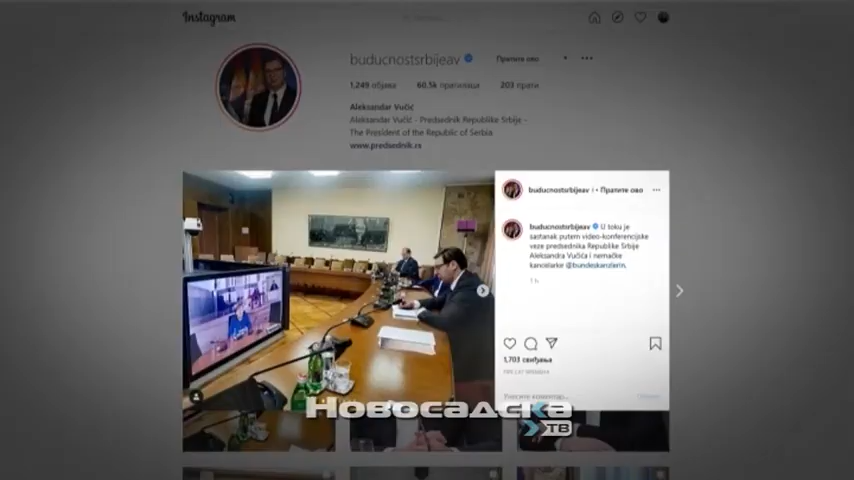 Instagram
buducnostsrbijeav
Пратите ово
1,249 објава 60.5k пратилаца 203 прати
Aleksandar Vučić
Aleksandar Vučić - Predsednik Republike Srbije -
The President of the Republic of Serbia
www.predsednik.rs
buducnostsrbijeav • Пратите ово
buducnostsrbijeav U toku je
sastanak putem video-konferencijske
veze predsednika Republike Srbije
Aleksandra Vučića i nemačke
kancelarke @bundeskanzlerin.
1,703 свиђања
Унесите коментар...
НОВОСАДСКА
ТВ